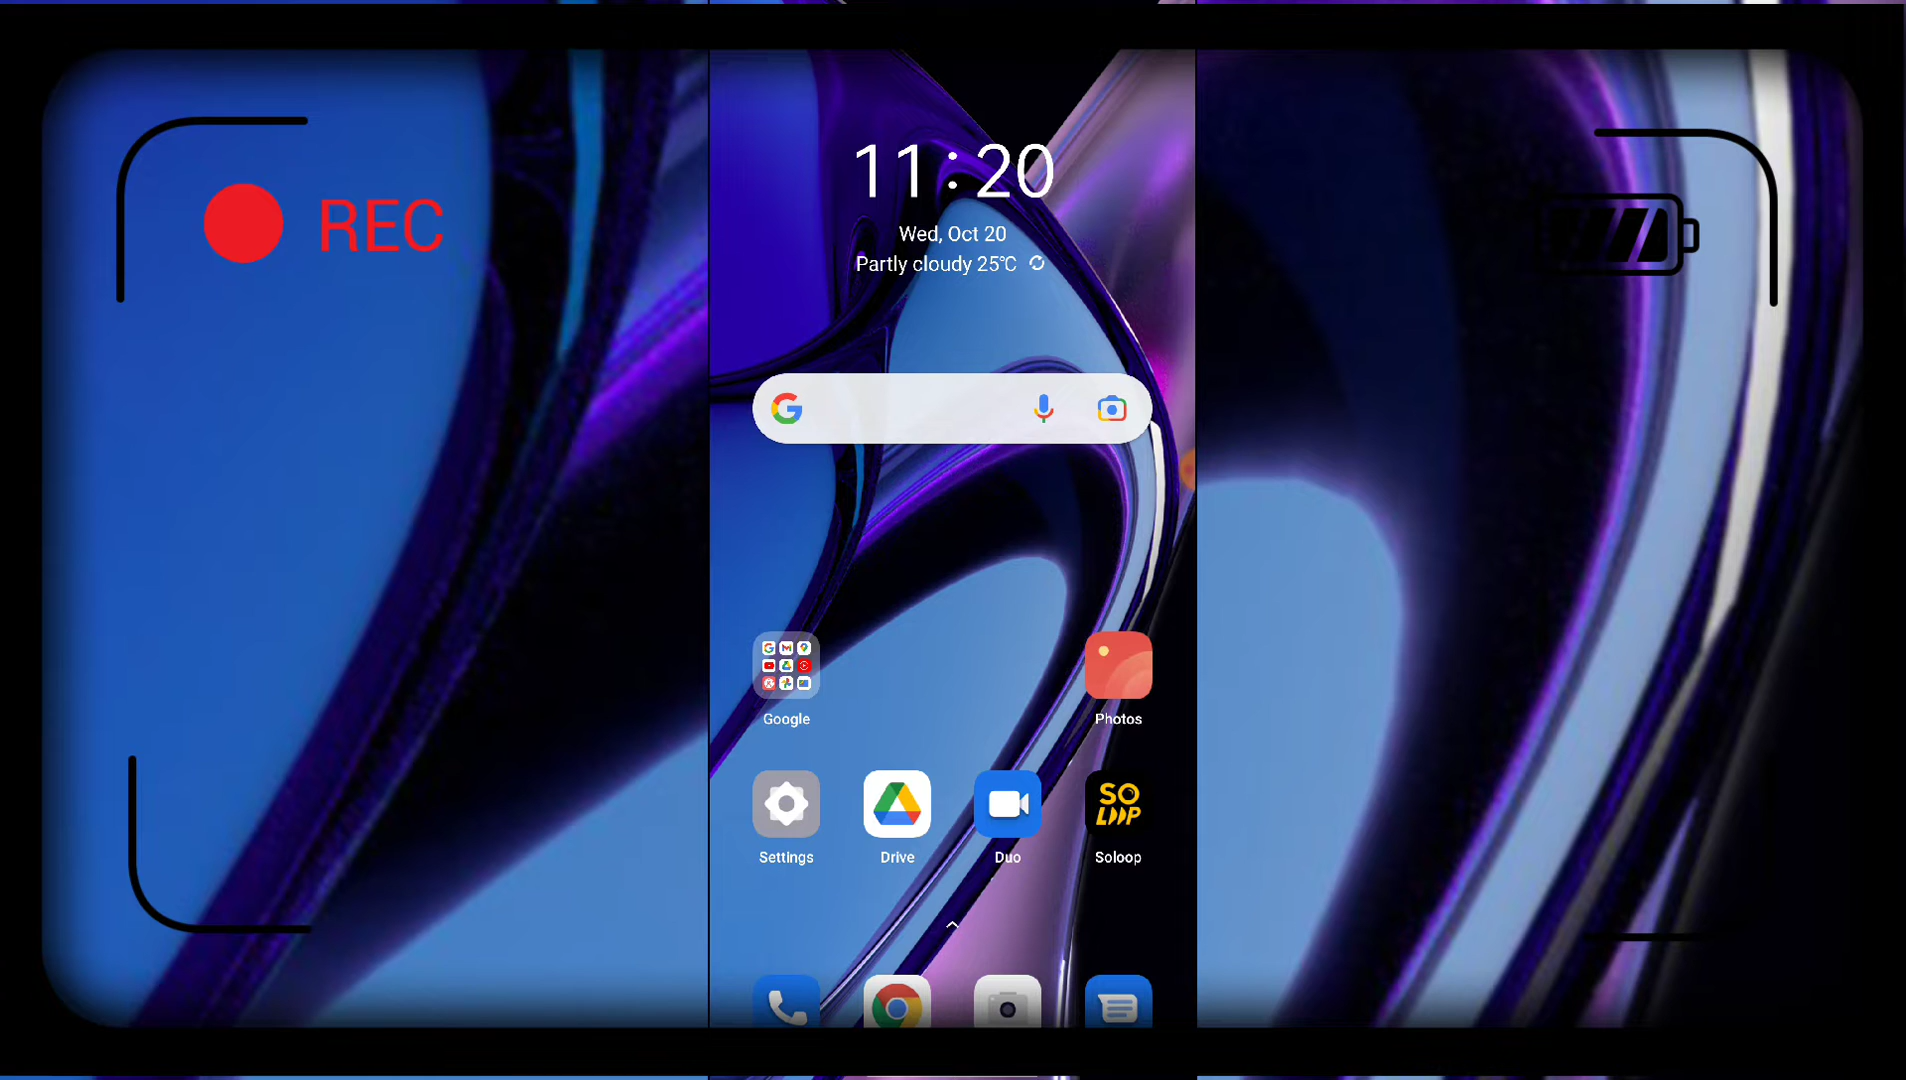 REC
11:20
Wed, Oct 20
Partly cloudy 25℃
Google
Photos
SO
LOOP
Settings
Drive
Duo
Soloop